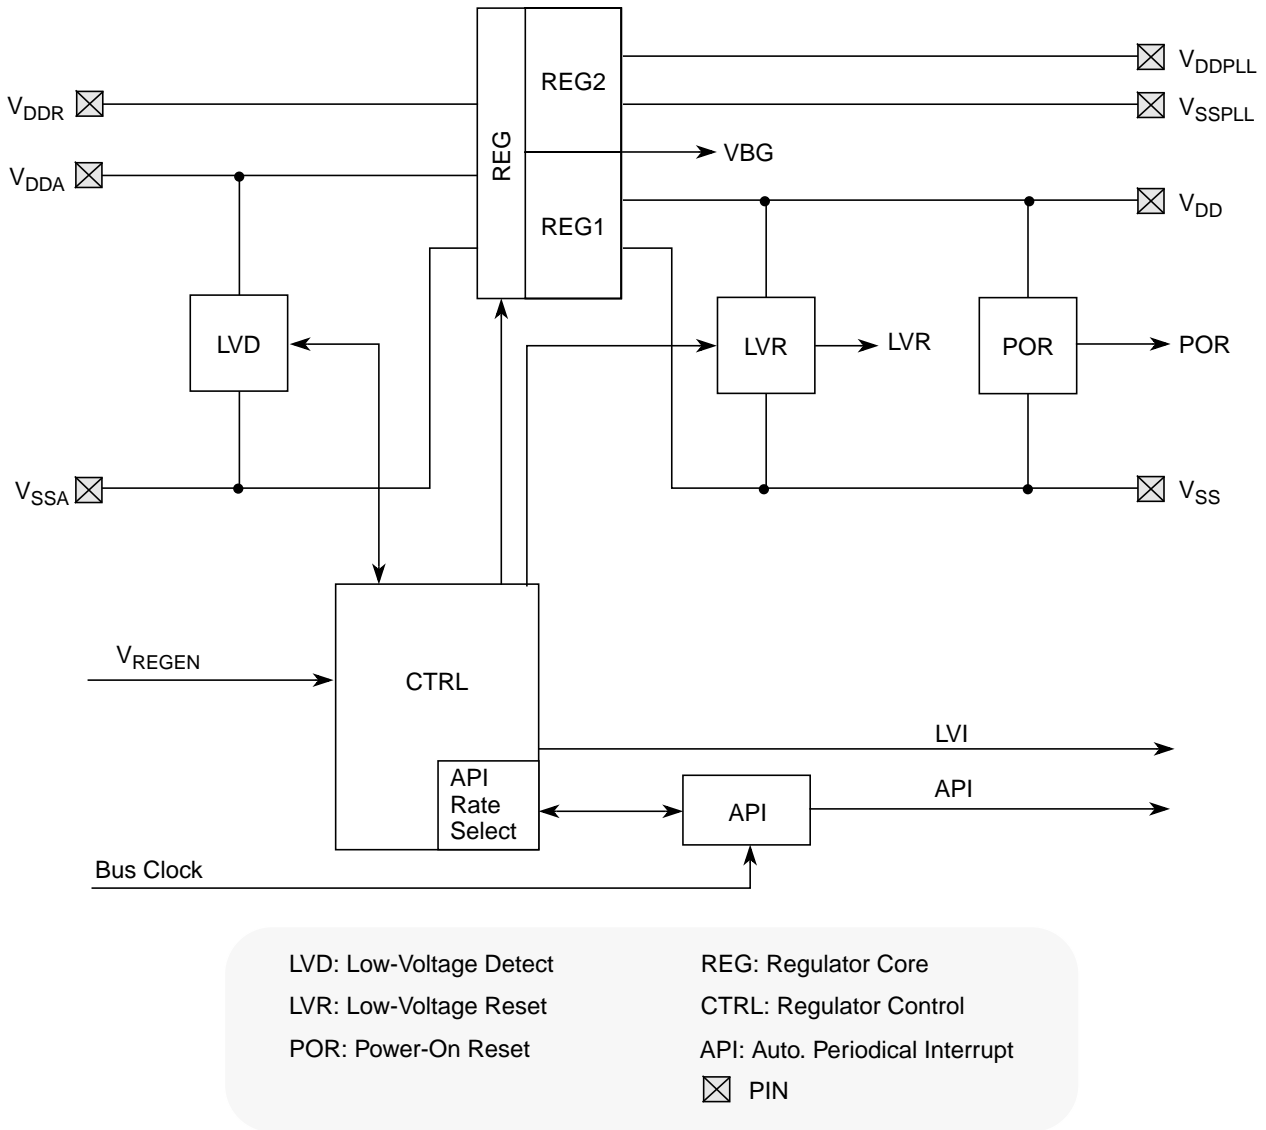 VDDPLL
REG2
VDDR
VSSPLL
REG
VBG
VDDA
VDD
REG1
LVD
LVR
LVR
POR
POR
VSSA
VSS
VREGEN
CTRL
LVI
API
Rate
Select
API
API
Bus Clock
LVD: Low-Voltage Detect
LVR: Low-Voltage Reset
POR: Power-On Reset
REG: Regulator Core
CTRL: Regulator Control
API: Auto. Periodical Interrupt
PIN